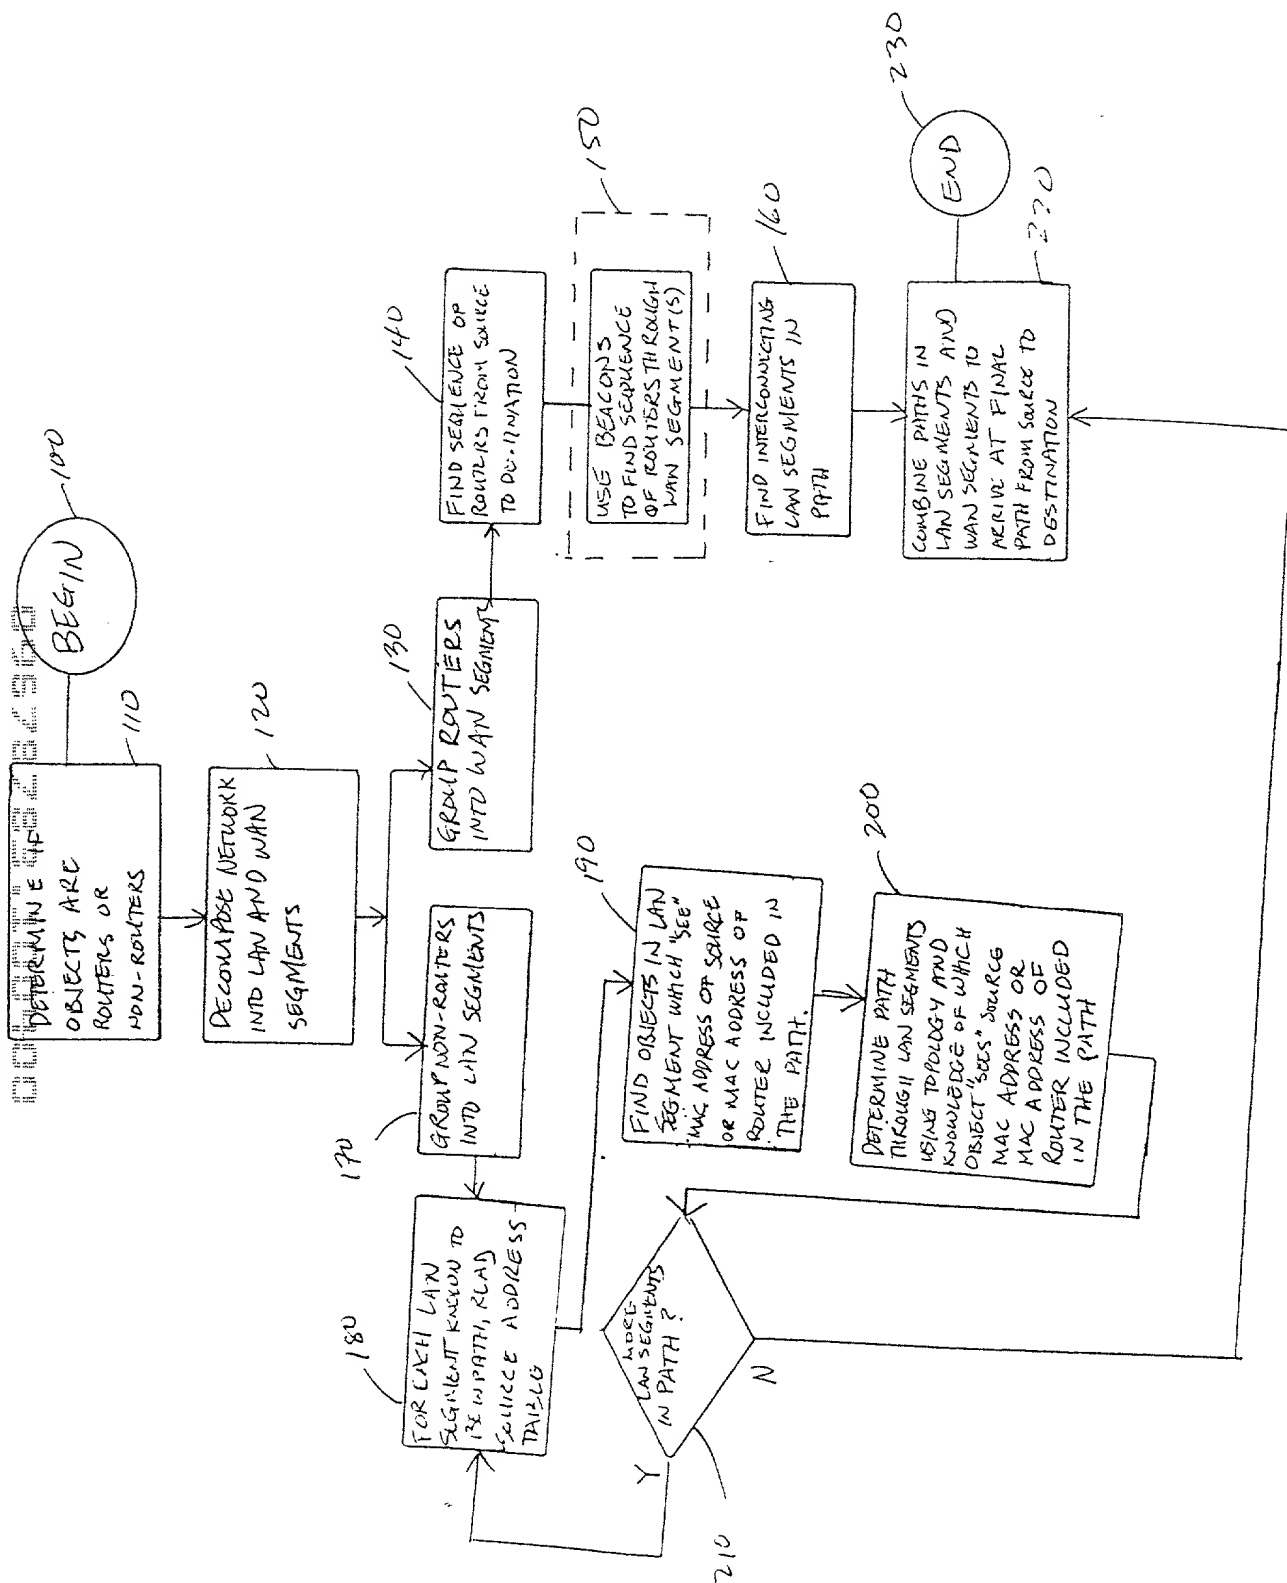 BEGIN
100
DETERMINE IF
OBJECTS ARE
ROUTERS OR
NON-ROUTERS
110
DECOMPOSE NETWORK
INTO LAN AND WAN
SEGMENTS
120
GROUP ROUTERS
INTO WAN SEGMENTS
130
FIND SEQUENCE OF
ROUTERS FROM SOURCE
TO
140
USE BEACONS
TO FIND SEQUENCE
OF ROUTERS THROUGH
WAN SEGMENT(S)
150
FIND INTERCONNECTING
LAN SEGMENTS IN
PATH
160
COMBINE PATHS IN
LAN SEGMENTS AND
WAN SEGMENTS TO
ARRIVE AT FINAL
PATH FROM SOURCE TO
DESTINATION
220
END
230
GROUP NON-ROUTERS
INTO LAN SEGMENTS
170
FOR EACH LAN
SEGMENT KNOWN TO
BE IN PATH, READ
SOURCE ADDRESS
TABLE
180
FIND OBJECTS IN LAN
SEGMENT WHICH "SEE"
MAC ADDRESS OF SOURCE
OR MAC ADDRESS OF
ROUTER INCLUDED IN
THE PATH.
190
DETERMINE PATH
THROUGH LAN SEGMENTS
USING TOPOLOGY AND
KNOWLEDGE OF WHICH
OBJECT "SEES" SOURCE
MAC ADDRESS OR
MAC ADDRESS OF
ROUTER INCLUDED
IN THE PATH
200
MORE
LAN SEGMENTS
IN PATH?
210
Y
N